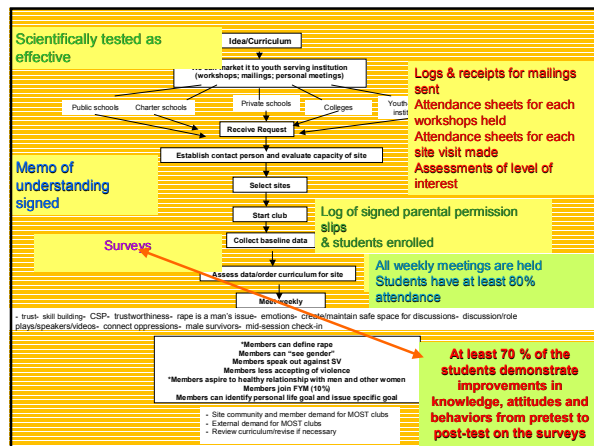 Scientifically tested as
effective
Idea/Curriculum
market it to youth serving institution
(workshops; mailings; personal meetings)
Public schools
Charter schools
Private schools
Colleges
Logs & receipts for mailings
sent
Attendance sheets for each
workshops held
Attendance sheets for each
site visit made
Assessments of level of
interest
Receive Request
Establish contact person and evaluate capacity of site
Memo of
understanding
signed
Select sites
Start club
Log of signed parental permission
slips
& students enrolled
Surveys
Collect baseline data
Assess data/order curriculum for site
All weekly meetings are held
Students have at least 80%
attendance
Meet weekly
- trust- skill building- CSP- trustworthiness- rape is a man's issue- emotions- create/maintain safe space for discussions- discussion/role
plays/speakers/videos- connect oppressions- male survivors- mid-session check-in
*Members can define rape
Members can "see gender"
Members speak out against SV
Members less accepting of violence
*Members aspire to healthy relationship with men and other women
Members join FYM (10%)
Members can identify personal life goal and issue specific goal
At least 70 % of the
students demonstrate
improvements in
knowledge, attitudes and
behaviors from pretest to
post-test on the surveys
- Site community and member demand for MOST clubs
- External demand for MOST clubs
- Review curriculum/revise if necessary